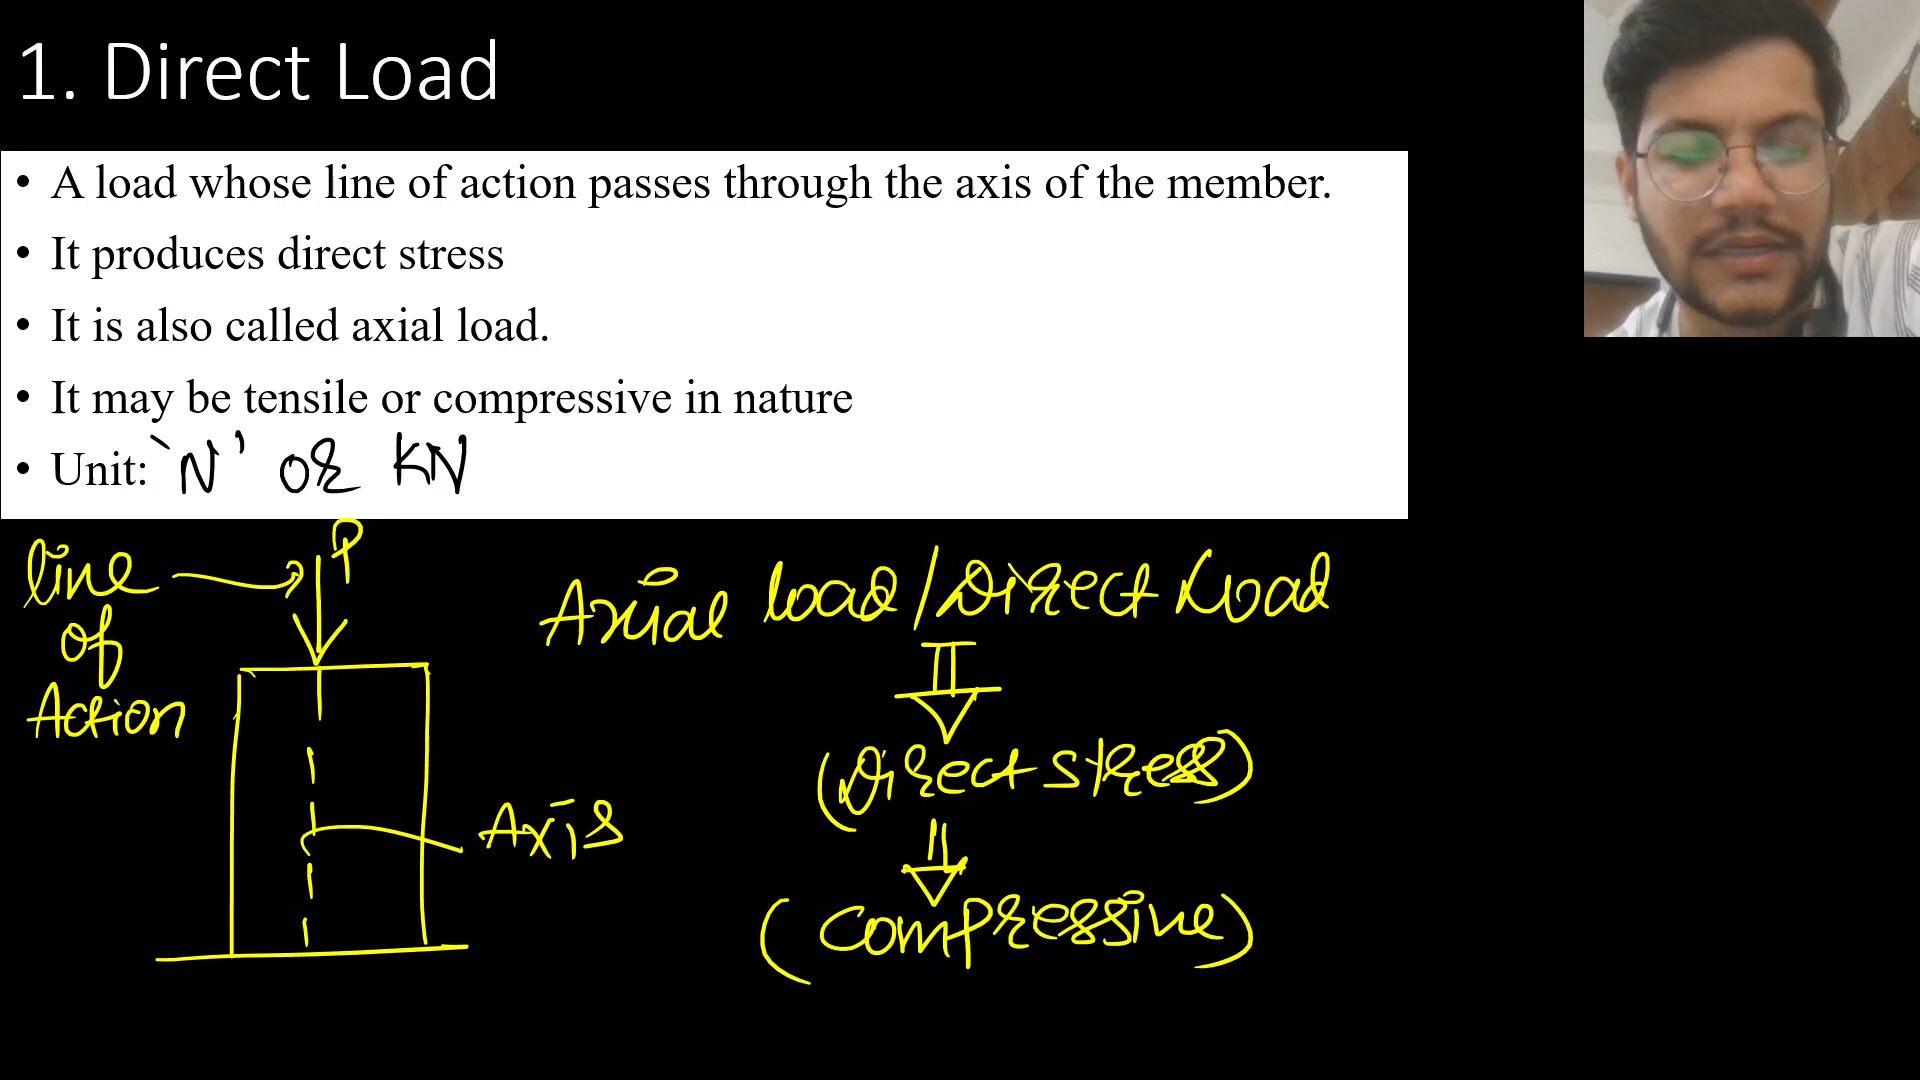 1. Direct Load
• A load whose line of action passes through the axis of the member.
• It produces direct stress
• It is also called axial load.
• It may be tensile or compressive in nature
• Unit: `N' or KN
line of Action
P
Axis
Axial load/Direct Load
(Direct stress)
(Compressive)